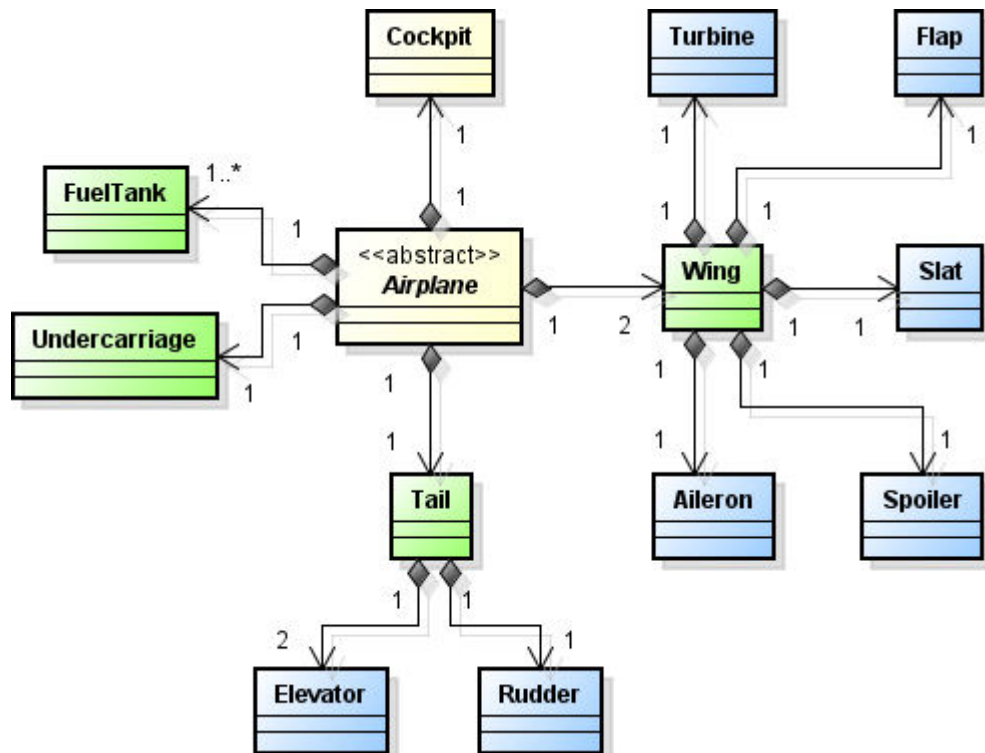 Cockpit
Turbine
Flap
1
1
1
1..*
FuelTank
1
1
1
1
<<abstract>>
Airplane
Wing
Slat
1
2
1
1
Undercarriage
1
1
1
1
1
1
1
1
Tail
Aileron
Spoiler
1
1
2
1
Elevator
Rudder